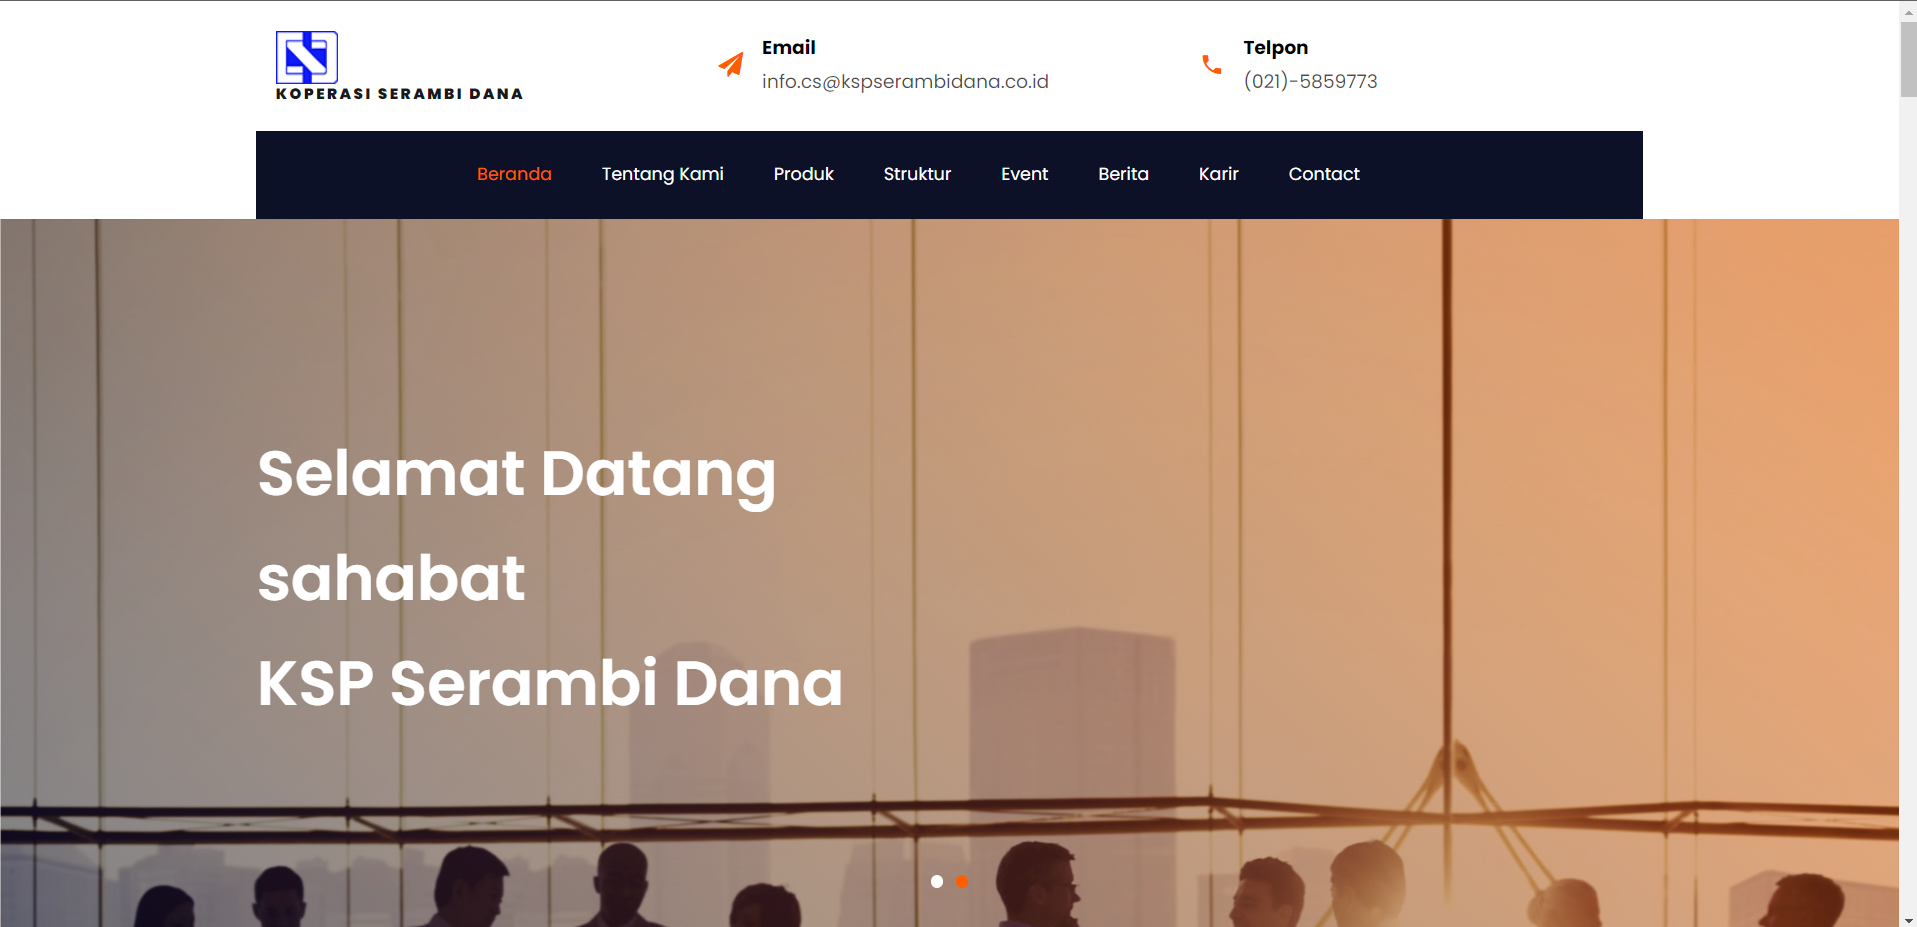 KOPERASI SERAMBI DANA
Email
info.cs@kspserambidana.co.id
Telpon
(021)-5859773
Beranda Tentang Kami Produk Struktur Event Berita Karir Contact
Selamat Datang
sahabat
KSP Serambi Dana